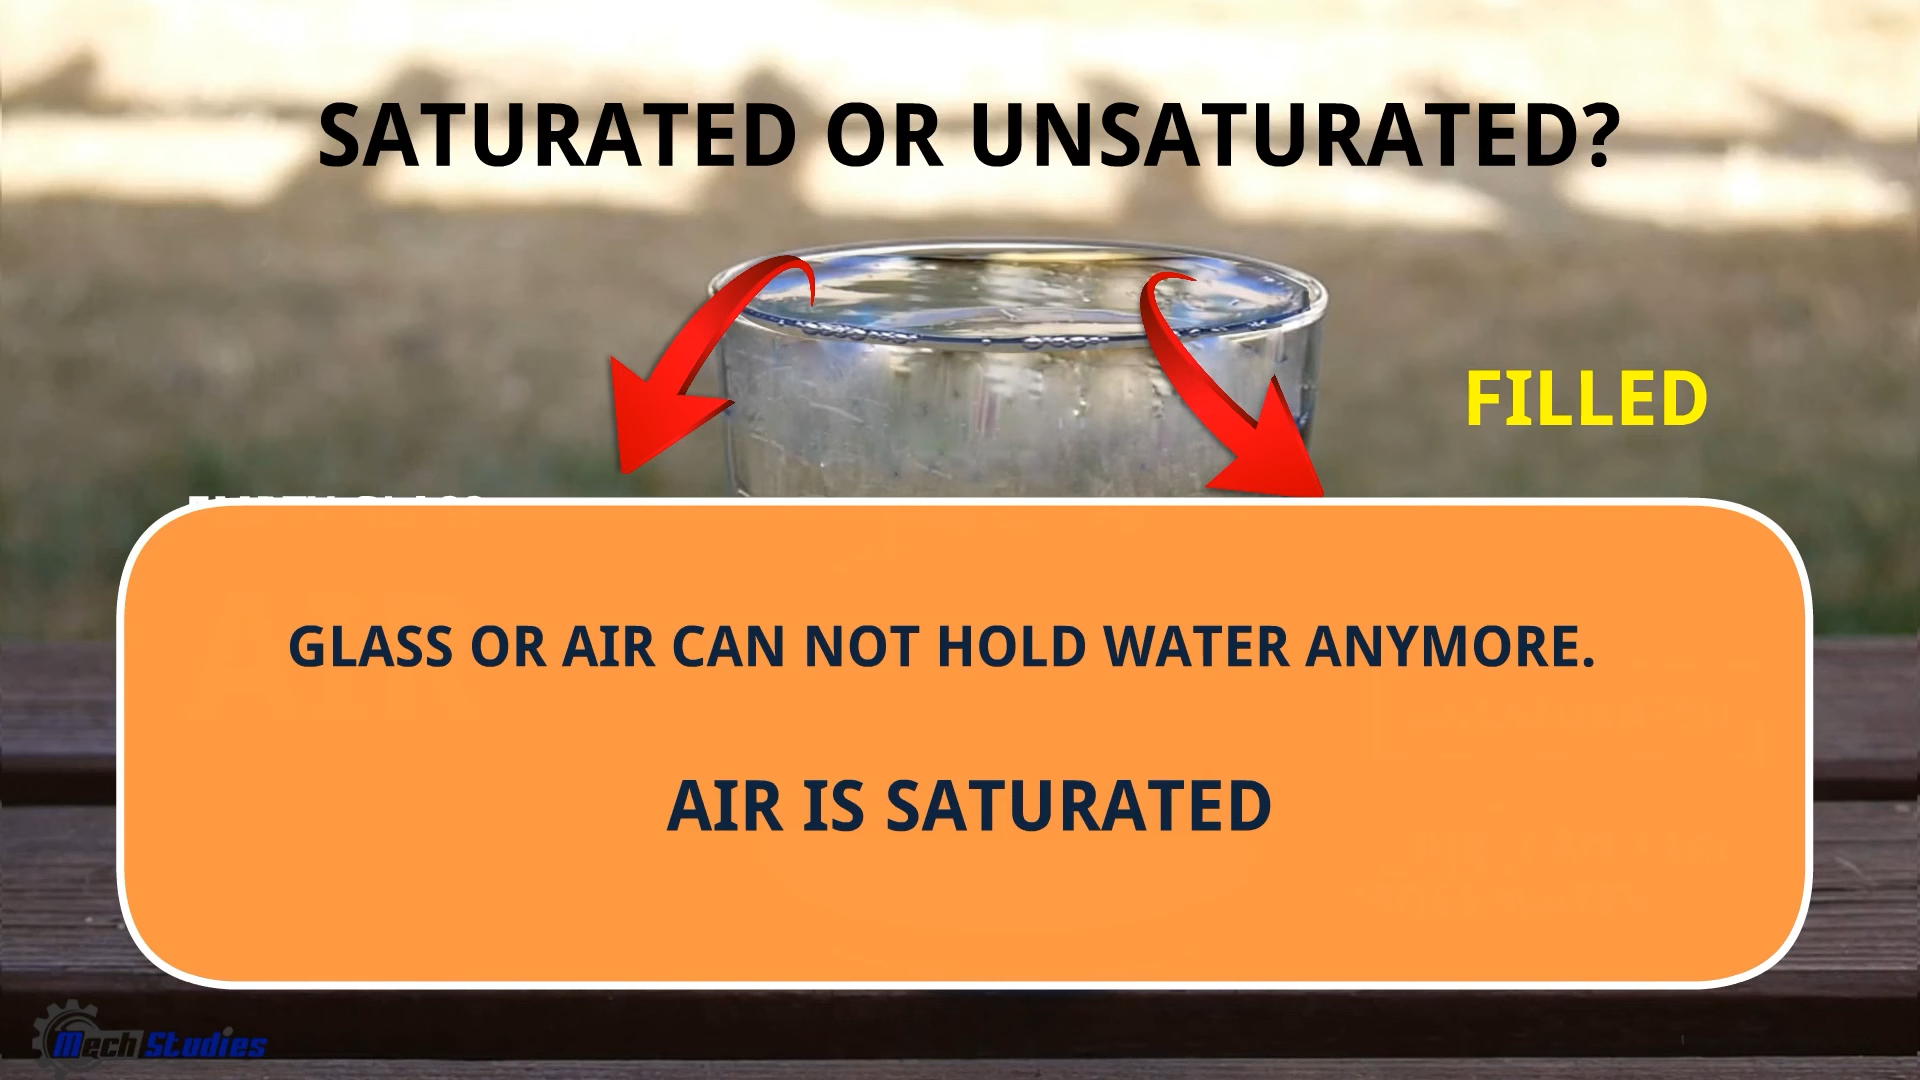 SATURATED OR UNSATURATED?
FILLED
GLASS OR AIR CAN NOT HOLD WATER ANYMORE.
AIR IS SATURATED
Mech Studies